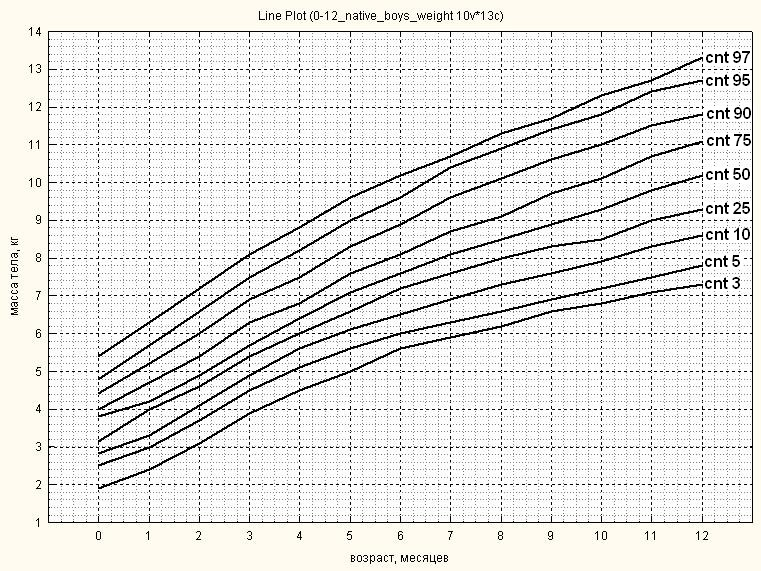 Line Plot (0-12_native_boys_weight 10v*13c)
14
13
12
11
10
9
8
7
6
5
4
3
2
1
масса тела, кг
cnt 97
cnt 95
cnt 90
cnt 75
cnt 50
cnt 25
cnt 10
cnt 5
cnt 3
0 1 2 3 4 5 6 7 8 9 10 11 12
возраст, месяцев